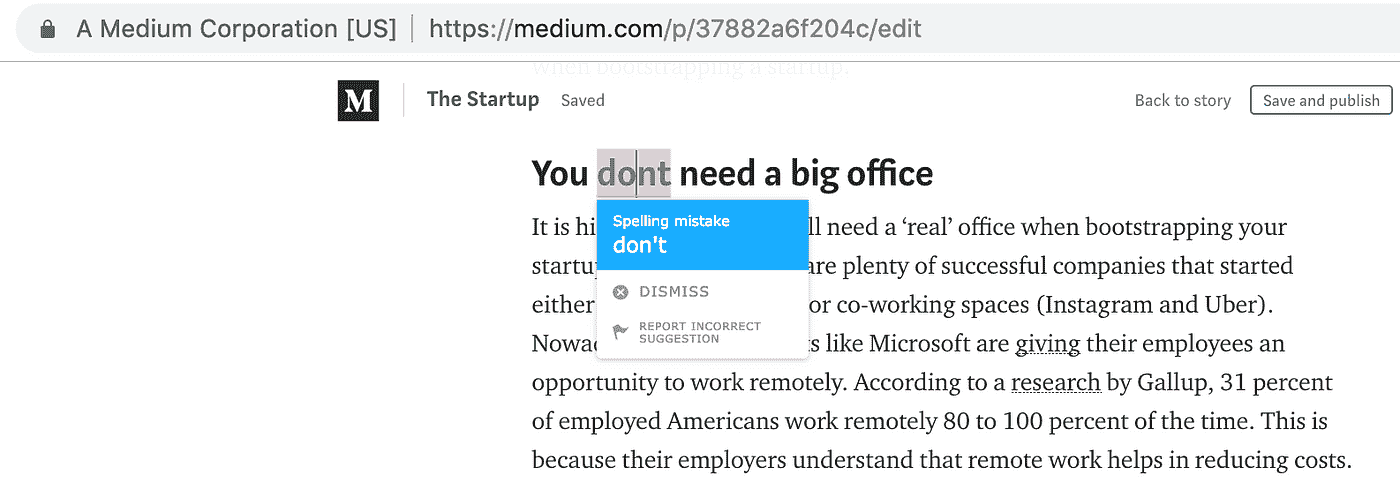 A Medium Corporation [US] https://medium.com/p/37882a6f204c/edit
when bootstrapping a startup.
M The Startup Saved Back to story Save and publish
You dont need a big office
Spelling mistake
don't
DISMISS
REPORT INCORRECT
SUGGESTION
It is hi ll need a ‘real’ office when bootstrapping your
startu are plenty of successful companies that started
either or co-working spaces (Instagram and Uber).
Nowa s like Microsoft are giving their employees an
opportunity to work remotely. According to a research by Gallup, 31 percent
of employed Americans work remotely 80 to 100 percent of the time. This is
because their employers understand that remote work helps in reducing costs.